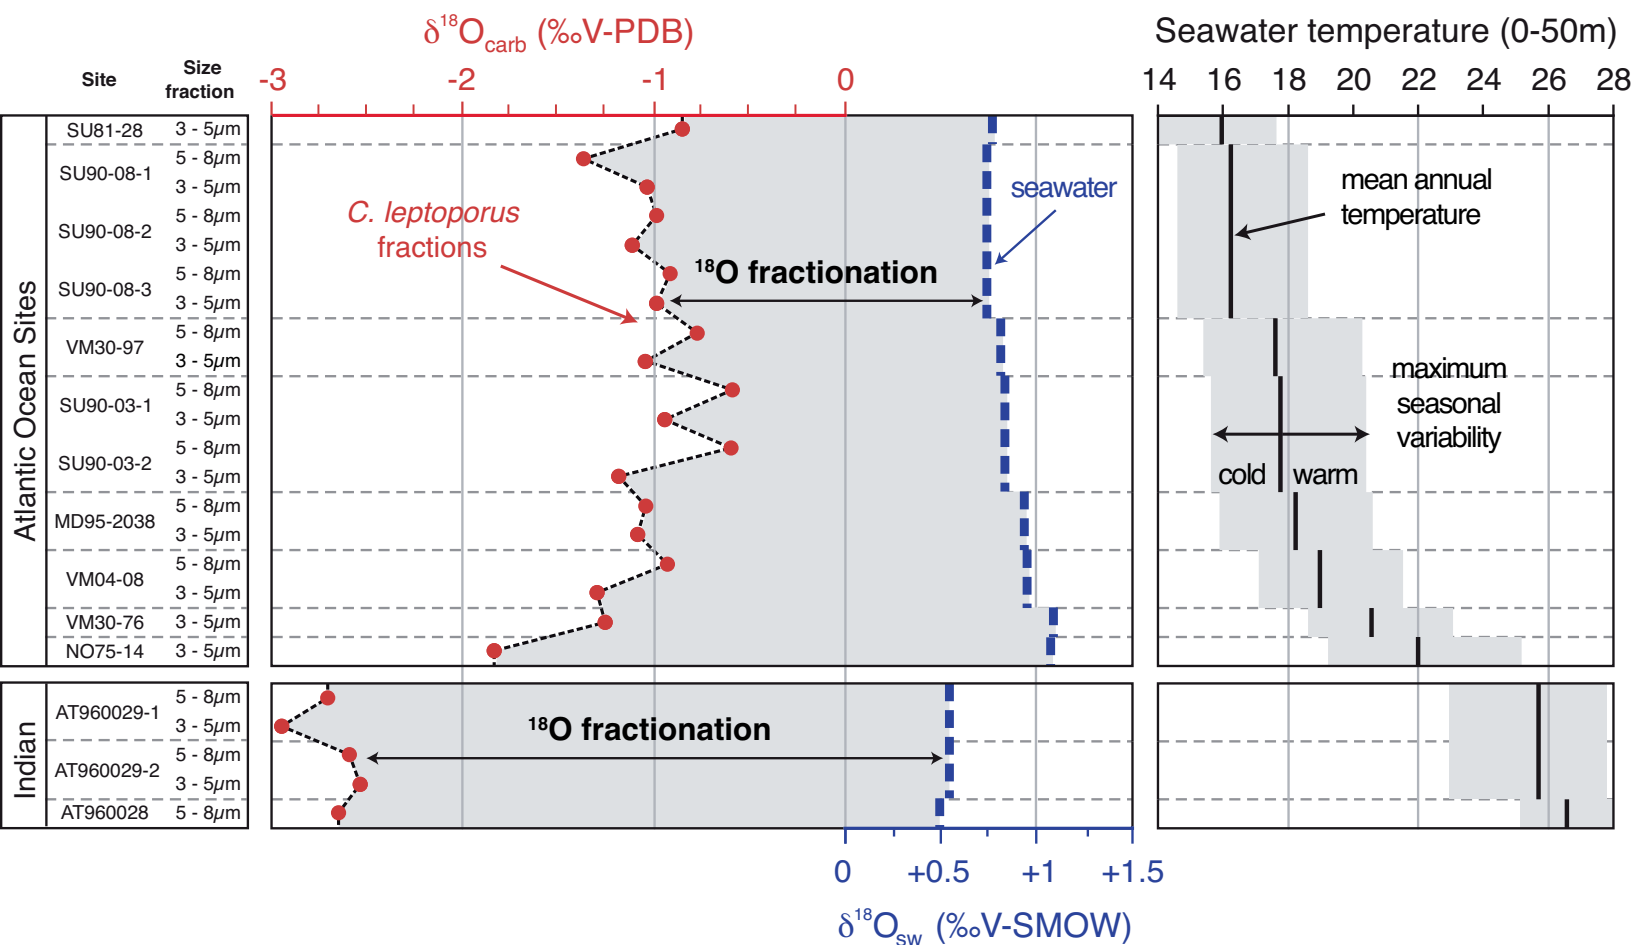 δ18Ocarb (‰V-PDB)
Seawater temperature (0-50m)
Site
Size
fraction
-3 -2 -1 0
14 16 18 20 22 24 26 28
Atlantic Ocean Sites
SU81-28 3 - 5µm
SU90-08-1 5 - 8µm
3 - 5µm
SU90-08-2 5 - 8µm
3 - 5µm
SU90-08-3 5 - 8µm
3 - 5µm
VM30-97 5 - 8µm
3 - 5µm
SU90-03-1 5 - 8µm
3 - 5µm
SU90-03-2 5 - 8µm
3 - 5µm
MD95-2038 5 - 8µm
3 - 5µm
VM04-08 5 - 8µm
3 - 5µm
VM30-76 3 - 5µm
NO75-14 3 - 5µm
C. leptoporus
fractions
18O fractionation
seawater
mean annual
temperature
maximum
seasonal
variability
cold warm
Indian
AT960029-1 5 - 8µm
3 - 5µm
AT960029-2 5 - 8µm
3 - 5µm
AT960028 5 - 8µm
18O fractionation
0 +0.5 +1 +1.5
δ18Osw (‰V-SMOW)